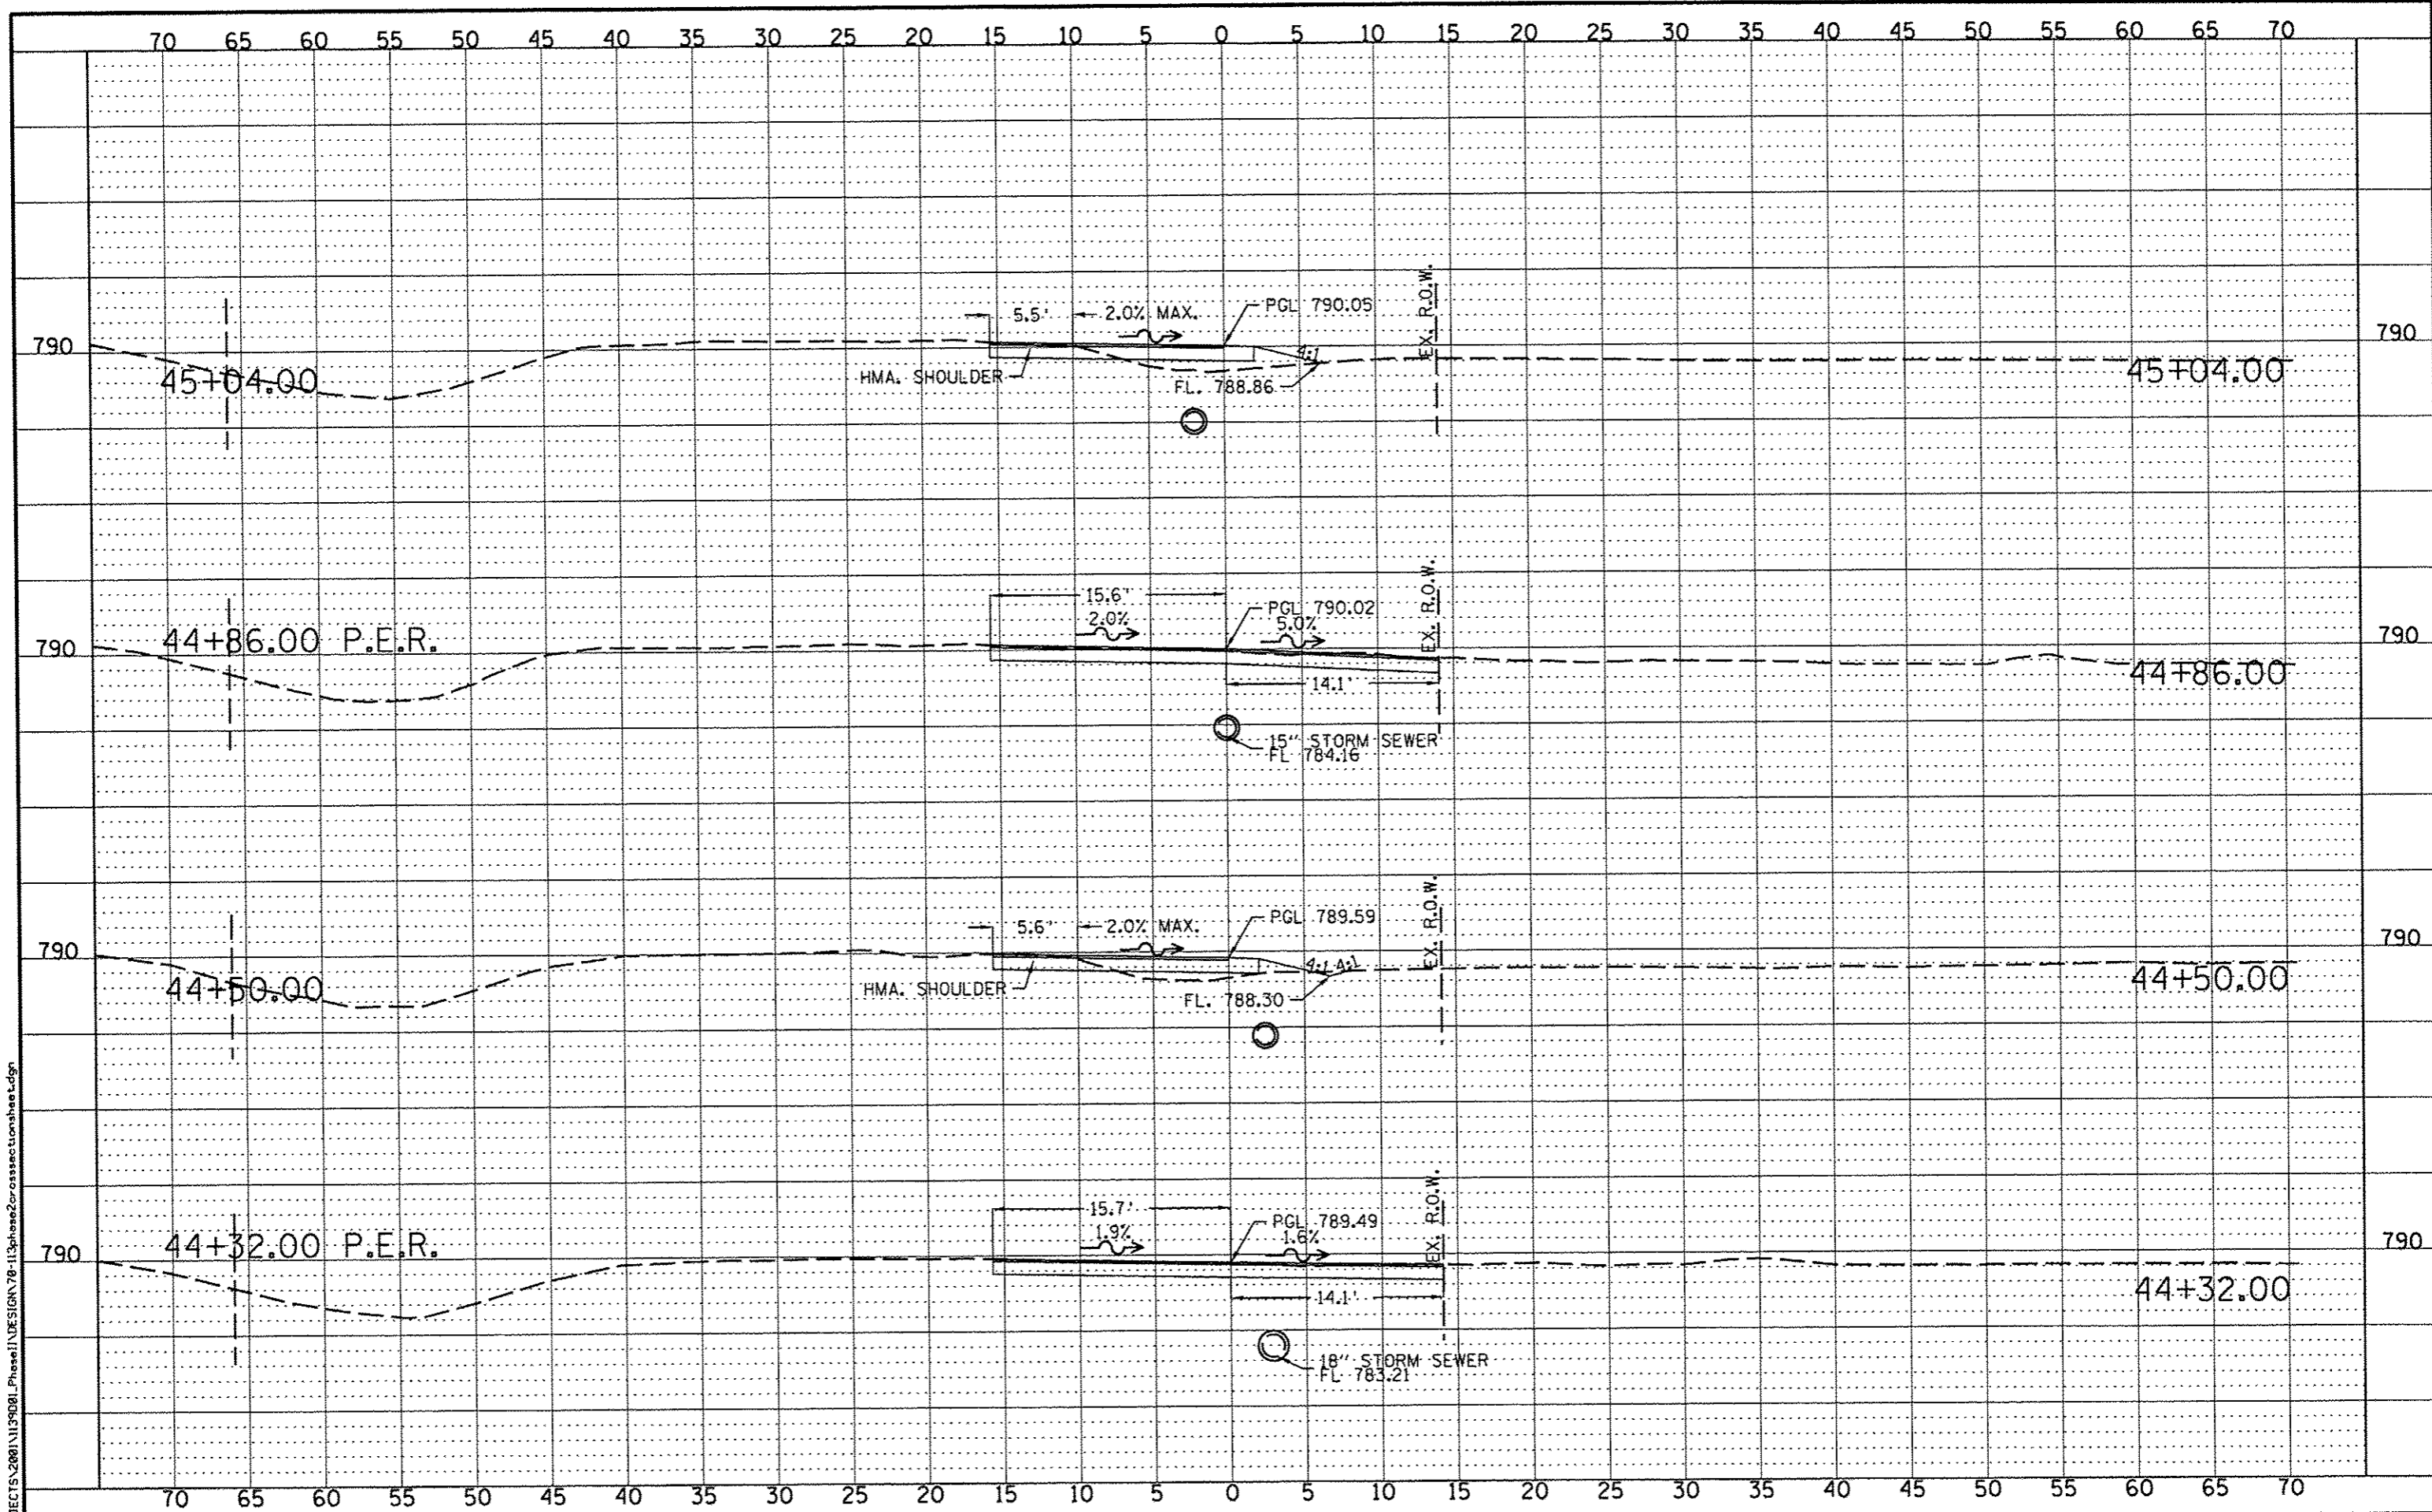 70 65 60 55 50 45 40 35 30 25 20 15 10 5 0 5 10 15 20 25 30 35 40 45 50 55 60 65 70
EX. R.O.W.
5.5' 2.0% MAX. PGL 790.05
790 790
4:1
45+04.00 HMA. SHOULDER FL. 788.86 45+04.00
EX. R.O.W.
15.6' PGL 790.02
2.0% 5.0%
790 44+86.00 P.E.R. 790
44+86.00
14.1'
15" STORM SEWER
FL 784.16
EX. R.O.W.
5.6' 2.0% MAX. PGL 789.59
790 790
4:1 4:1
44+50.00 HMA. SHOULDER FL. 788.30 44+50.00
EX. R.O.W.
15.7' PGL 789.49
1.9% 1.6%
790 44+32.00 P.E.R. 790
14.1' 44+32.00
18" STORM SEWER
FL 783.21
70 65 60 55 50 45 40 35 30 25 20 15 10 5 0 5 10 15 20 25 30 35 40 45 50 55 60 65 70